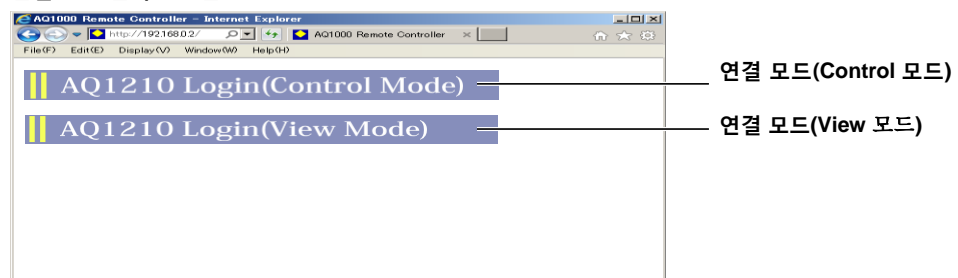 AQ1000 Remote Controller - Internet Explorer
http://192.168.0.2/ AQ1000 Remote Controller
File(F) Edit(E) Display(V) Window(W) Help(H)
AQ1210 Login(Control Mode)
연결 모드(Control 모드)
AQ1210 Login(View Mode)
연결 모드(View 모드)